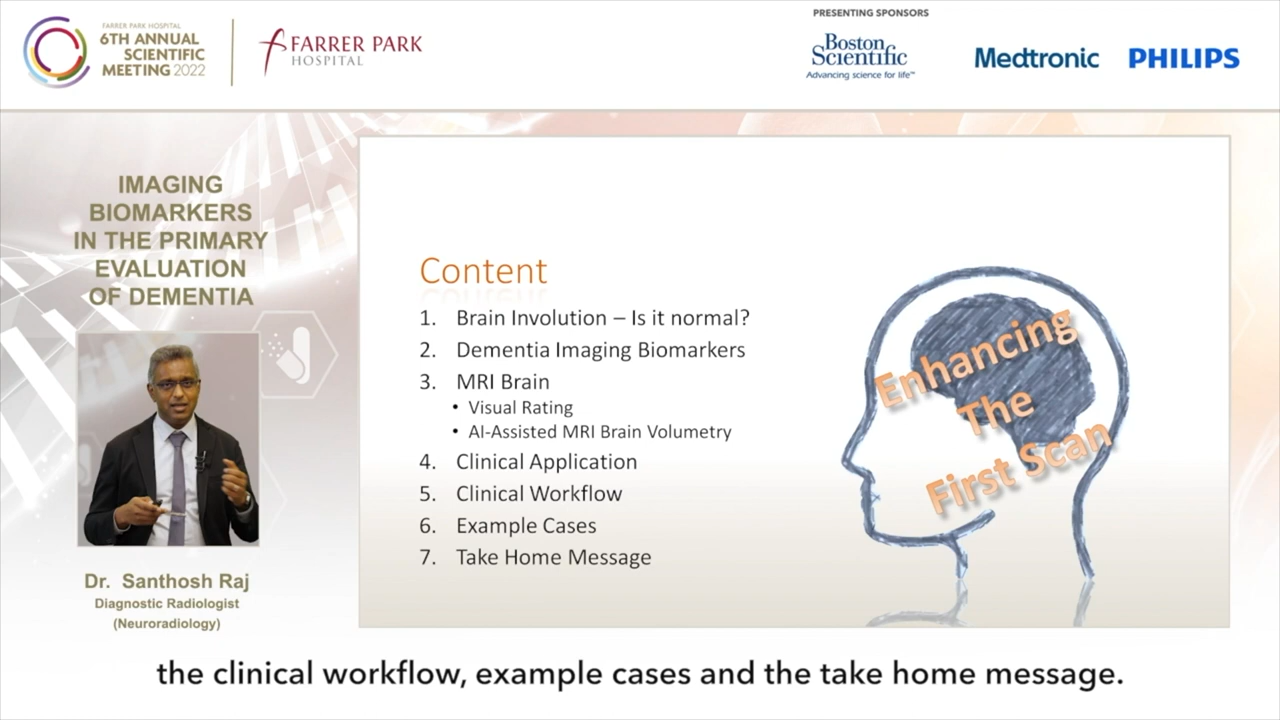 FARRER PARK HOSPITAL
6TH ANNUAL
SCIENTIFIC
MEETING 2022
FARRER PARK
HOSPITAL
PRESENTING SPONSORS
Boston
Scientific
Advancing science for life™
Medtronic
PHILIPS
IMAGING
BIOMARKERS
IN THE PRIMARY
EVALUATION
OF DEMENTIA
Dr. Santhosh Raj
Diagnostic Radiologist
(Neuroradiology)
Content
1. Brain Involution – Is it normal?
2. Dementia Imaging Biomarkers
3. MRI Brain
• Visual Rating
• AI-Assisted MRI Brain Volumetry
4. Clinical Application
5. Clinical Workflow
6. Example Cases
7. Take Home Message
Enhancing
The
First Scan
the clinical workflow, example cases and the take home message.